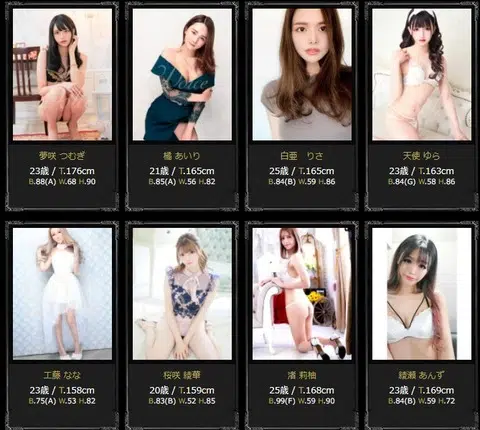 夢咲 つむぎ
23歳 / T.176cm
B.88(A) W.68 H.90
橘 あいり
21歳 / T.165cm
B.85(A) W.56 H.82
白亜 りさ
25歳 / T.165cm
B.84(B) W.59 H.86
天使 ゆら
23歳 / T.163cm
B.84(G) W.58 H.86
工藤 なな
23歳 / T.158cm
B.75(A) W.53 H.82
桜咲 綾華
20歳 / T.159cm
B.83(B) W.52 H.85
渚 莉柚
25歳 / T.168cm
B.99(F) W.59 H.90
綾瀬 あんず
23歳 / T.169cm
B.84(B) W.59 H.72